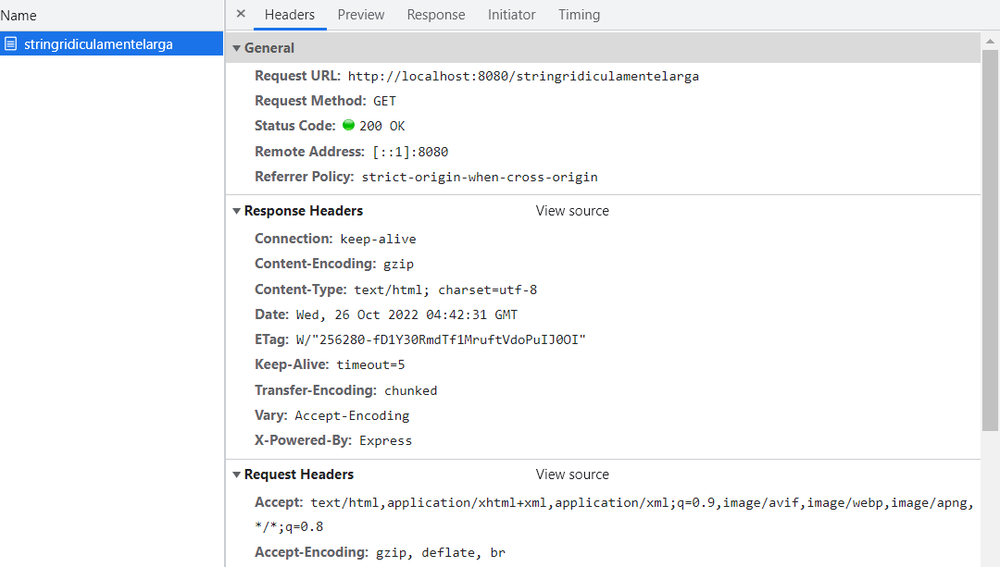 Name
Headers Preview Response Initiator Timing
stringridiculamentelarga
General
Request URL: http://localhost:8080/stringridiculamentelarga
Request Method: GET
Status Code: 200 OK
Remote Address: [::1]:8080
Referrer Policy: strict-origin-when-cross-origin
Response Headers View source
Connection: keep-alive
Content-Encoding: gzip
Content-Type: text/html; charset=utf-8
Date: Wed, 26 Oct 2022 04:42:31 GMT
ETag: W/"256280-fD1Y30RmdTf1MruftVdoPuIJ0OI"
Keep-Alive: timeout=5
Transfer-Encoding: chunked
Vary: Accept-Encoding
X-Powered-By: Express
Request Headers View source
Accept: text/html,application/xhtml+xml,application/xml;q=0.9,image/avif,image/webp,image/apng,
*/*;q=0.8
Accept-Encoding: gzip, deflate, br